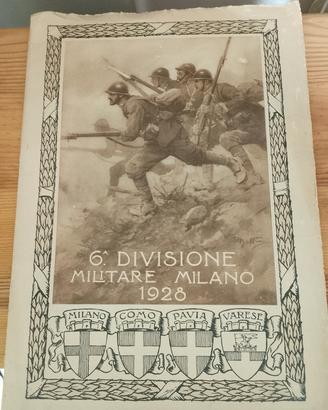 6ᴬ DIVISIONE
MILITARE MILANO
1928
MILANO COMO PAVIA VARESE